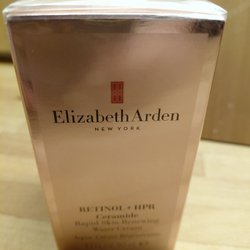 Elizabeth Arden
NEW YORK
RETINOL + HPR
Ceramide
Rapid Skin-Renewing
Water Cream